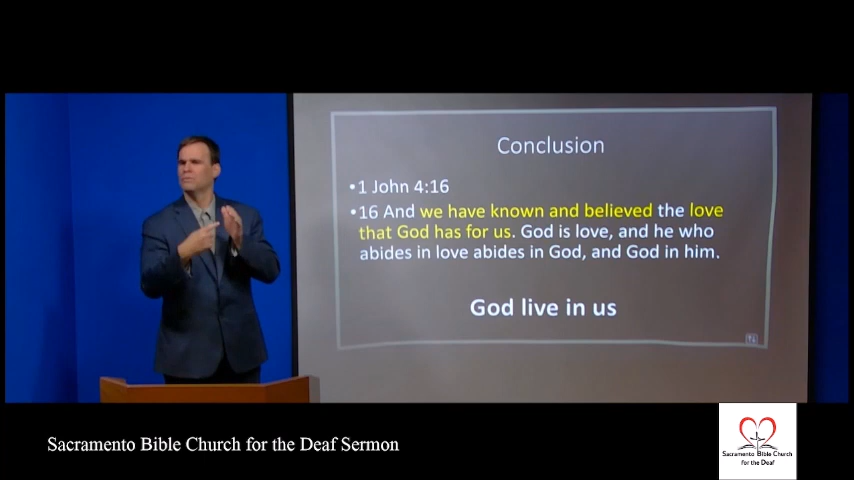 Conclusion
•1 John 4:16
•16 And we have known and believed the love
that God has for us. God is love, and he who
abides in love abides in God, and God in him.
God live in us
Sacramento Bible Church for the Deaf Sermon
Sacramento Bible Church
For the Deaf